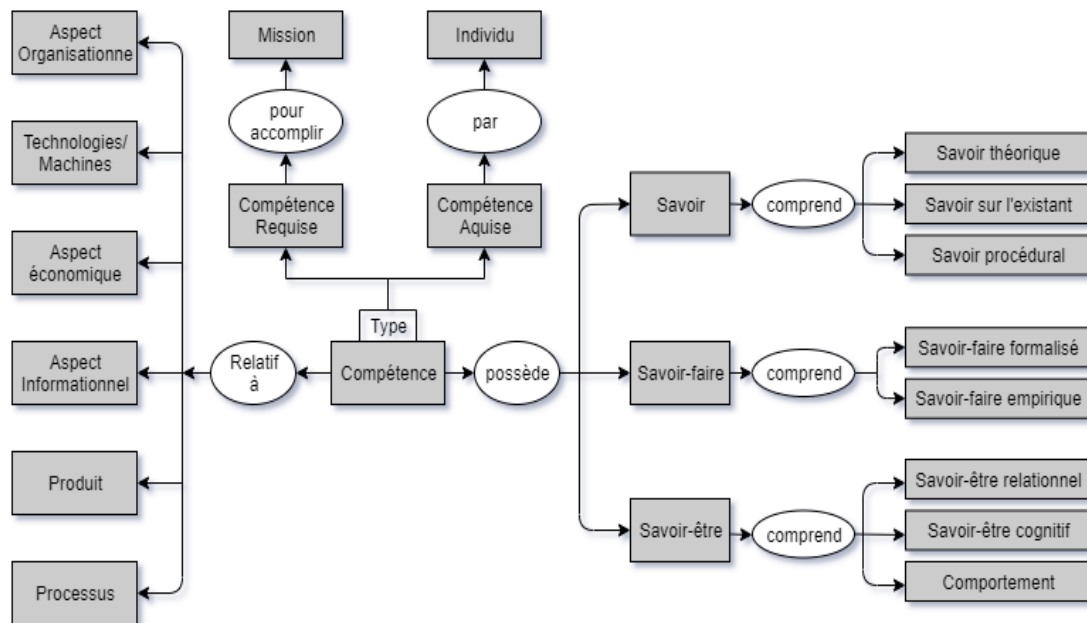 Aspect
Organisationne
Technologies/
Machines
Aspect
économique
Aspect
Informationnel
Produit
Processus
Relatif
à
Mission
pour
accomplir
Compétence
Requise
Individu
par
Compétence
Aquise
Type
Compétence
possède
Savoir
comprend
Savoir théorique
Savoir sur l'existant
Savoir procédural
Savoir-faire
comprend
Savoir-faire formalisé
Savoir-faire empirique
Savoir-être
comprend
Savoir-être relationnel
Savoir-être cognitif
Comportement